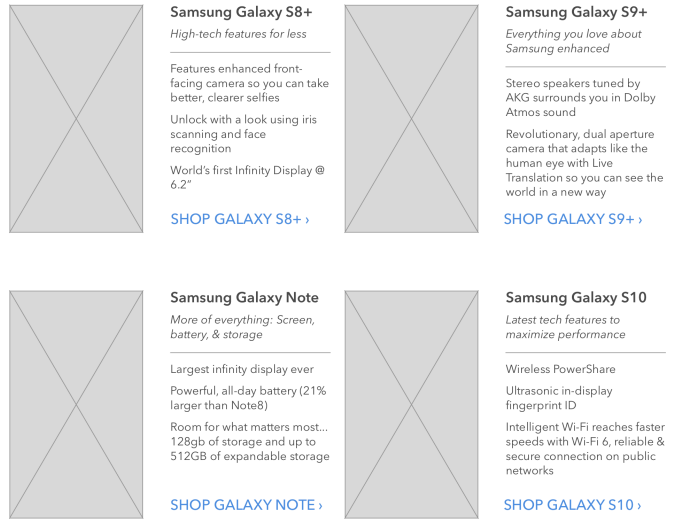 Samsung Galaxy S8+
High-tech features for less
Features enhanced front-
facing camera so you can take
better, clearer selfies
Unlock with a look using iris
scanning and face
recognition
World's first Infinity Display @
6.2"
SHOP GALAXY S8+ ›
Samsung Galaxy S9+
Everything you love about
Samsung enhanced
Stereo speakers tuned by
AKG surrounds you in Dolby
Atmos sound
Revolutionary, dual aperture
camera that adapts like the
human eye with Live
Translation so you can see the
world in a new way
SHOP GALAXY S9+ ›
Samsung Galaxy Note
More of everything: Screen,
battery, & storage
Largest infinity display ever
Powerful, all-day battery (21%
larger than Note8)
Room for what matters most...
128gb of storage and up to
512GB of expandable storage
SHOP GALAXY NOTE ›
Samsung Galaxy S10
Latest tech features to
maximize performance
Wireless PowerShare
Ultrasonic in-display
fingerprint ID
Intelligent Wi-Fi reaches faster
speeds with Wi-Fi 6, reliable &
secure connection on public
networks
SHOP GALAXY S10 ›